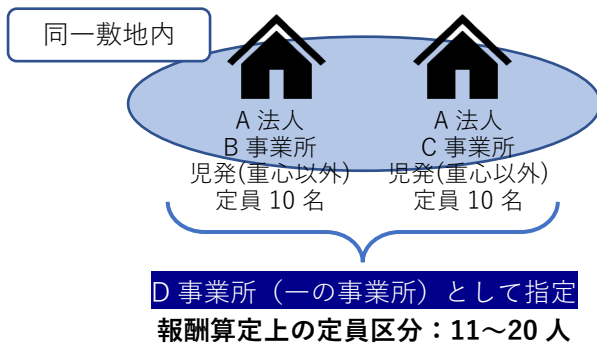 同一敷地内
A 法人
B 事業所
児発(重心以外)
定員 10 名
A 法人
C 事業所
児発(重心以外)
定員 10 名
D 事業所（一の事業所）として指定
報酬算定上の定員区分：11～20 人